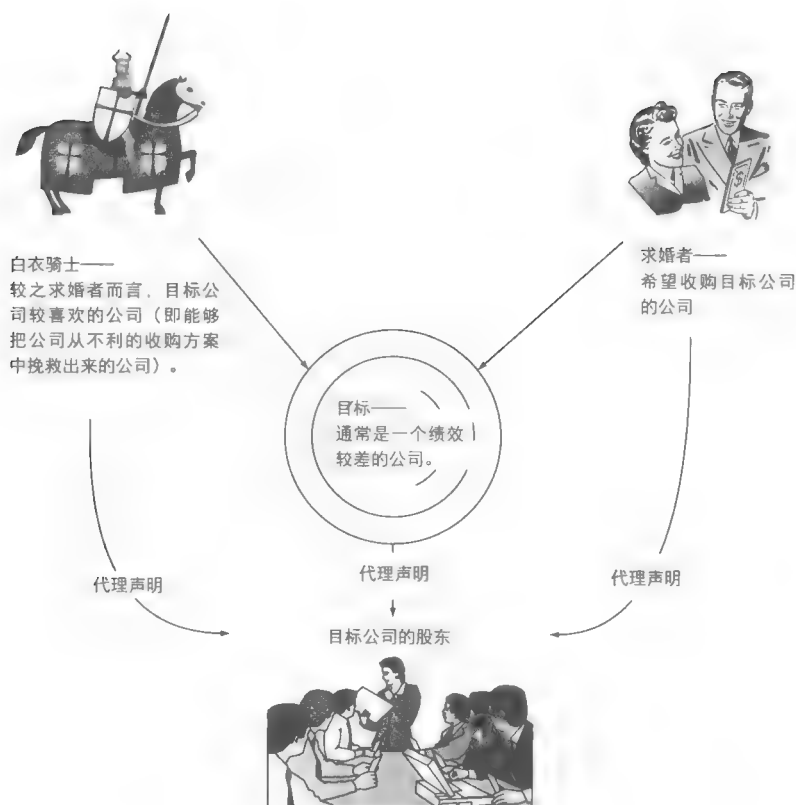 白衣骑士——
较之求婚者而言，目标公
司较喜欢的公司（即能够
把公司从不利的收购方案
中挽救出来的公司）。
求婚者——
希望收购目标公司
的公司
目标——
通常是一个绩效
较差的公司。
代理声明
代理声明
代理声明
目标公司的股东